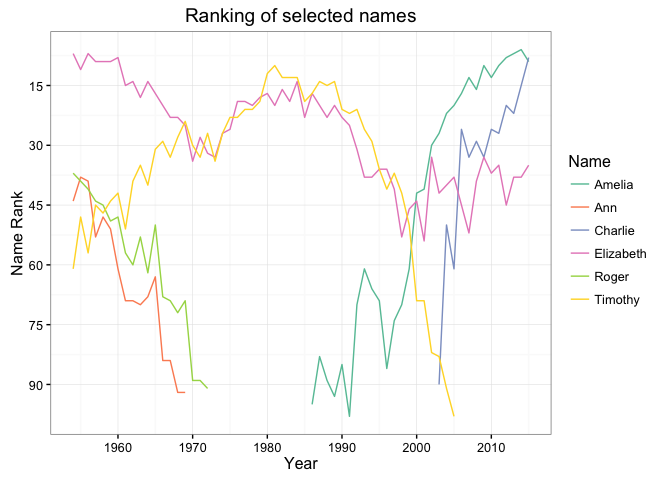 Ranking of selected names
15
30
45
60
75
90
Name Rank
1960 1970 1980 1990 2000 2010
Year
Name
Amelia
Ann
Charlie
Elizabeth
Roger
Timothy